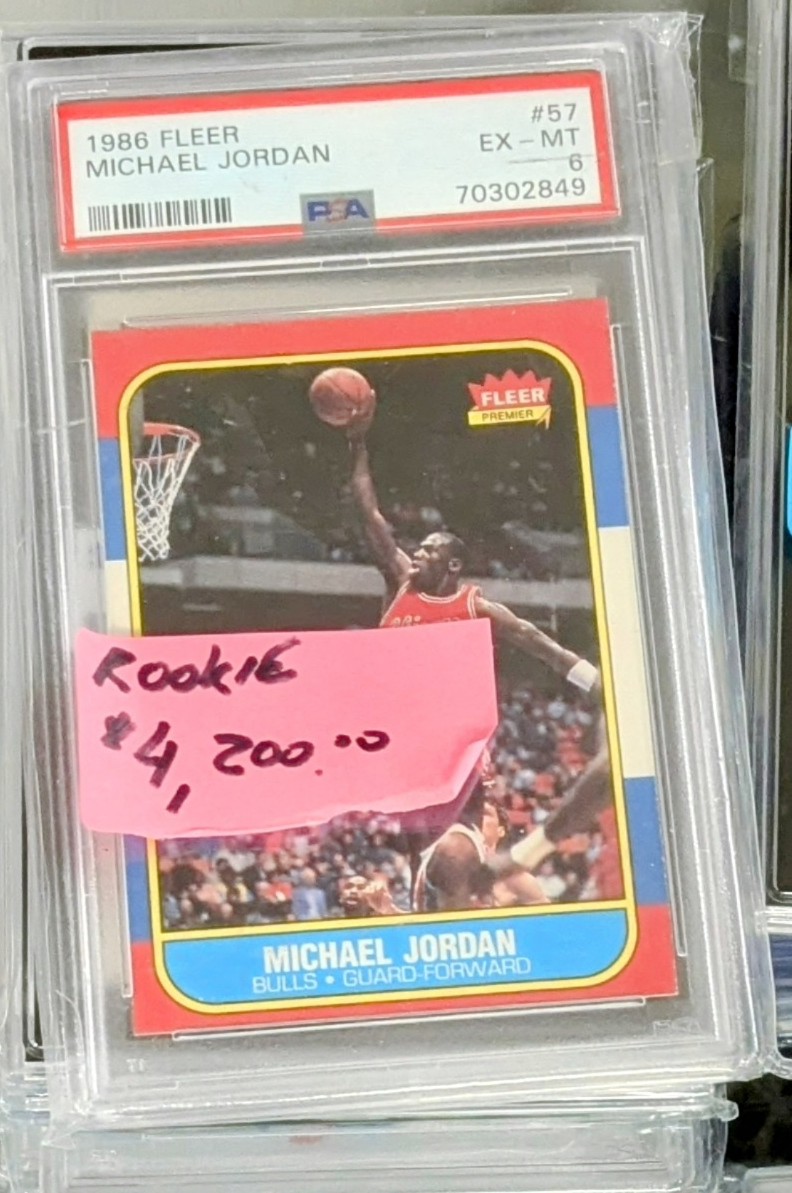 1986 FLEER #57
MICHAEL JORDAN EX - MT
6
PSA 70302849
FLEER
PREMIER
ROOKIE
$4,200.00
MICHAEL JORDAN
BULLS • GUARD-FORWARD